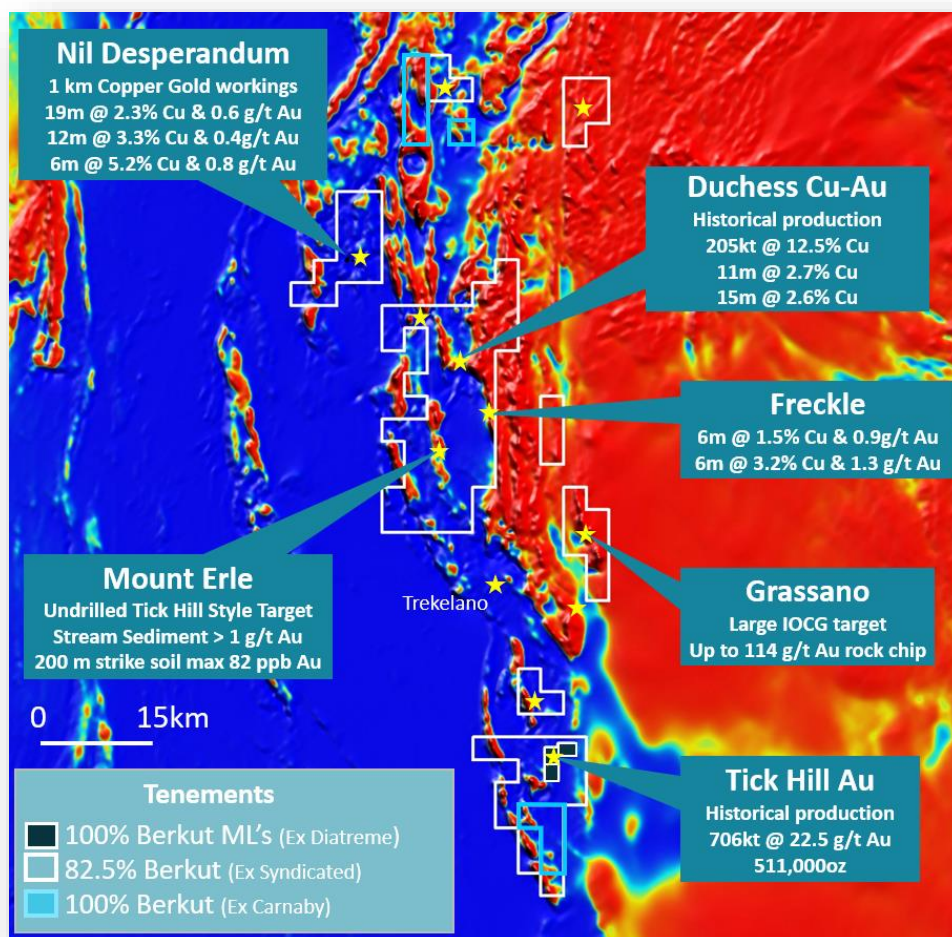 Nil Desperandum
1 km Copper Gold workings
19m @ 2.3% Cu & 0.6 g/t Au
12m @ 3.3% Cu & 0.4g/t Au
6m @ 5.2% Cu & 0.8 g/t Au
Duchess Cu-Au
Historical production
205kt @ 12.5% Cu
11m @ 2.7% Cu
15m @ 2.6% Cu
Freckle
6m @ 1.5% Cu & 0.9g/t Au
6m @ 3.2% Cu & 1.3 g/t Au
Mount Erle
Undrilled Tick Hill Style Target
Stream Sediment > 1 g/t Au
200 m strike soil max 82 ppb Au
Trekelano
Grassano
Large IOCG target
Up to 114 g/t Au rock chip
0 15km
Tick Hill Au
Historical production
706kt @ 22.5 g/t Au
511,000oz
Tenements
100% Berkut ML's (Ex Diatreme)
82.5% Berkut (Ex Syndicated)
100% Berkut (Ex Carnaby)